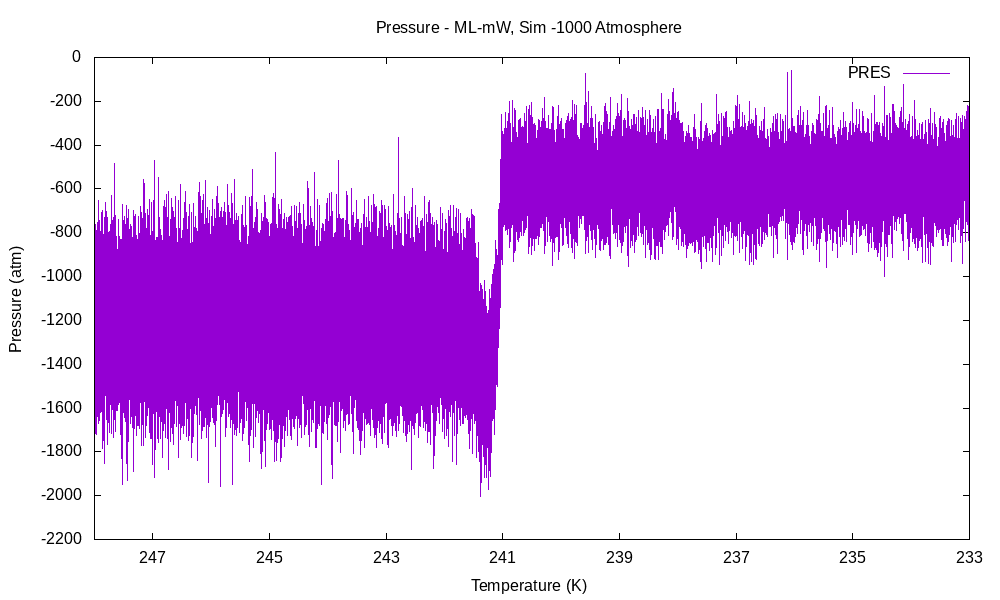 Pressure - ML-mW, Sim -1000 Atmosphere
PRES
0
-200
-400
-600
-800
-1000
-1200
-1400
-1600
-1800
-2000
-2200
Pressure (atm)
247 245 243 241 239 237 235 233
Temperature (K)